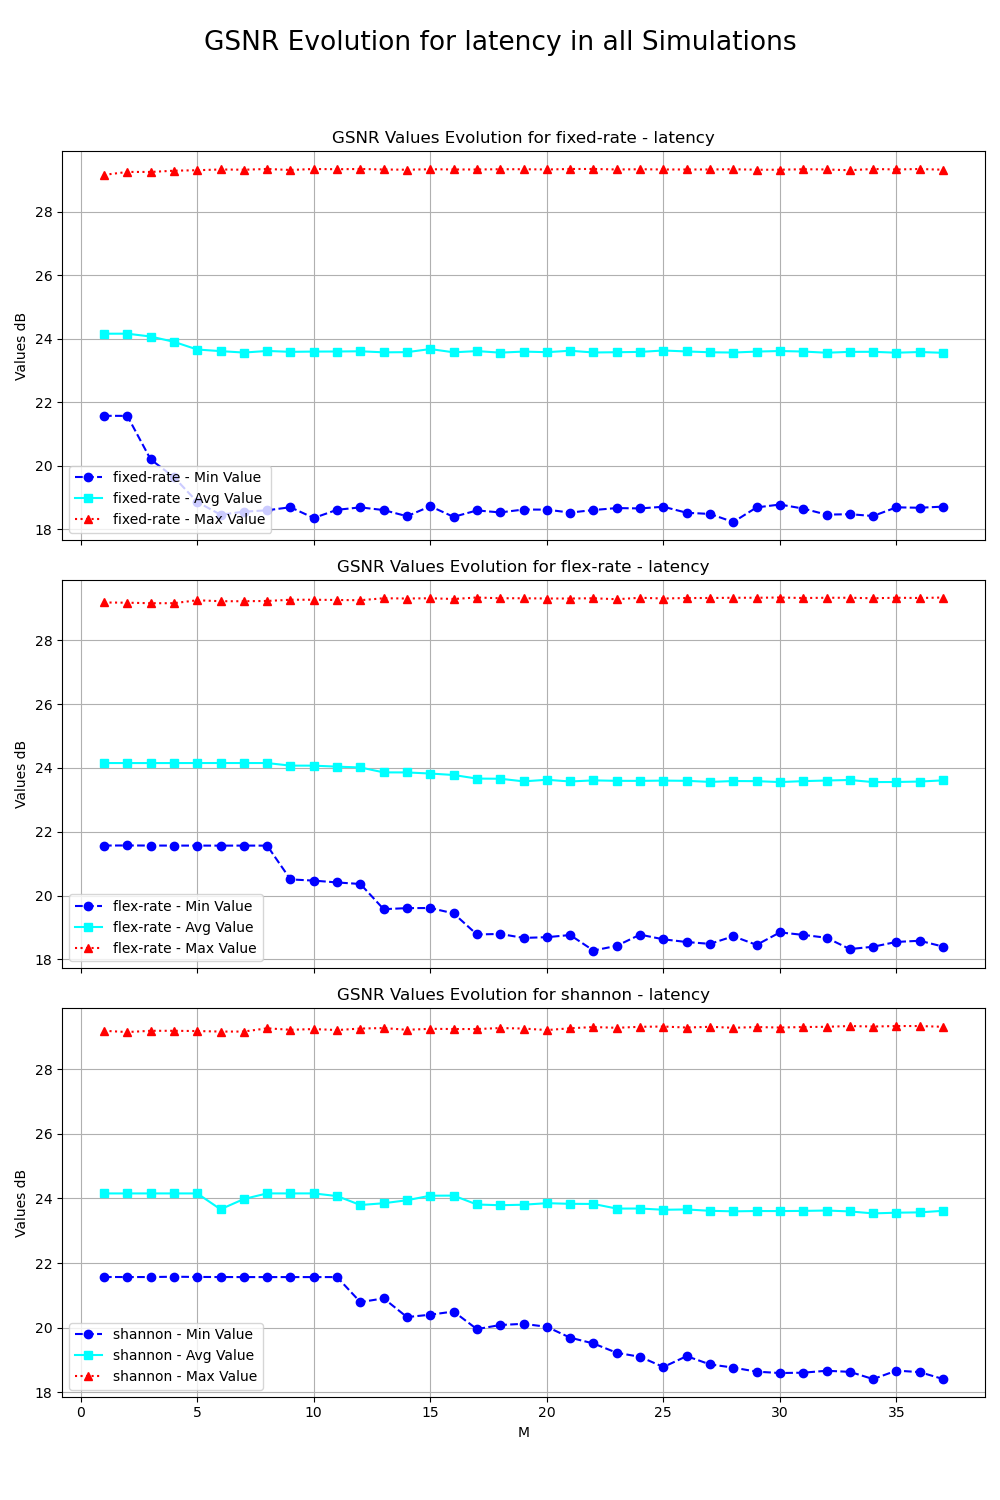 GSNR Evolution for latency in all Simulations
GSNR Values Evolution for fixed-rate - latency
28
26
24
22
20
18
Values dB
fixed-rate - Min Value
fixed-rate - Avg Value
fixed-rate - Max Value
GSNR Values Evolution for flex-rate - latency
28
26
24
22
20
18
Values dB
flex-rate - Min Value
flex-rate - Avg Value
flex-rate - Max Value
GSNR Values Evolution for shannon - latency
28
26
24
22
20
18
Values dB
shannon - Min Value
shannon - Avg Value
shannon - Max Value
0 5 10 15 20 25 30 35
M